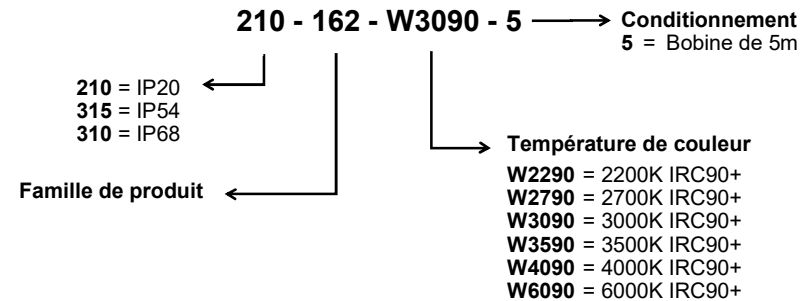 210 - 162 - W3090 - 5
Conditionnement
5 = Bobine de 5m
210 = IP20
315 = IP54
310 = IP68
Famille de produit
Température de couleur
W2290 = 2200K IRC90+
W2790 = 2700K IRC90+
W3090 = 3000K IRC90+
W3590 = 3500K IRC90+
W4090 = 4000K IRC90+
W6090 = 6000K IRC90+